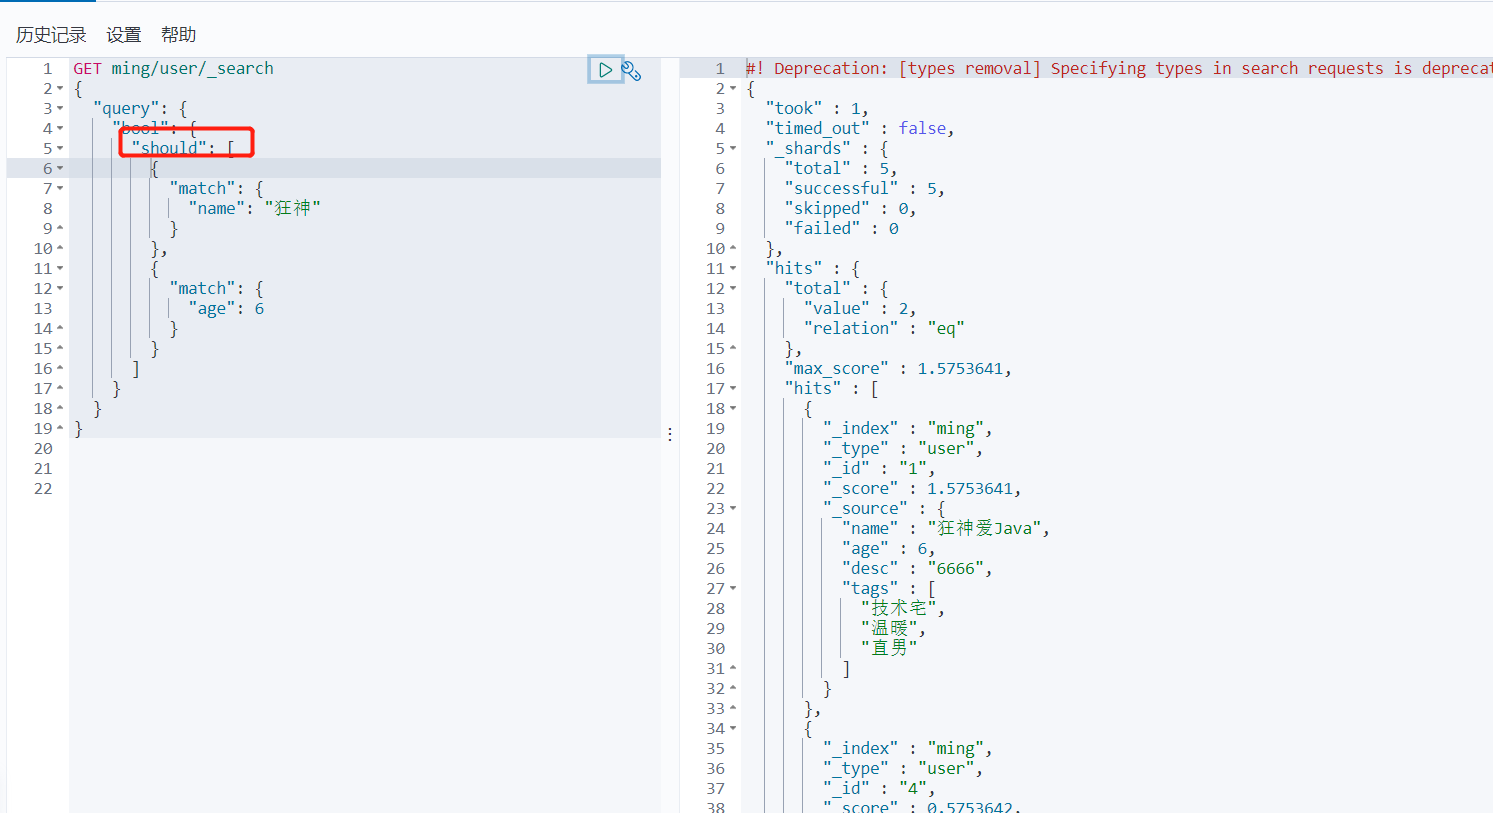 历史记录 设置 帮助
1 GET ming/user/_search
2 {
3 "query": {
4 "bool": {
5 "should": [
6 {
7 "match": {
8 "name": "狂神"
9 }
10 },
11 {
12 "match": {
13 "age": 6
14 }
15 }
16 ]
17 }
18 }
19 }
20
21
22
1 #! Deprecation: [types removal] Specifying types in search requests is deprecat
2 {
3 "took" : 1,
4 "timed_out" : false,
5 "_shards" : {
6 "total" : 5,
7 "successful" : 5,
8 "skipped" : 0,
9 "failed" : 0
10 },
11 "hits" : {
12 "total" : {
13 "value" : 2,
14 "relation" : "eq"
15 },
16 "max_score" : 1.5753641,
17 "hits" : [
18 {
19 "_index" : "ming",
20 "_type" : "user",
21 "_id" : "1",
22 "_score" : 1.5753641,
23 "_source" : {
24 "name" : "狂神爱Java",
25 "age" : 6,
26 "desc" : "6666",
27 "tags" : [
28 "技术宅",
29 "温暖",
30 "直男"
31 ]
32 }
33 },
34 {
35 "_index" : "ming",
36 "_type" : "user",
37 "_id" : "4",
38 "_score" : 0.5753642,